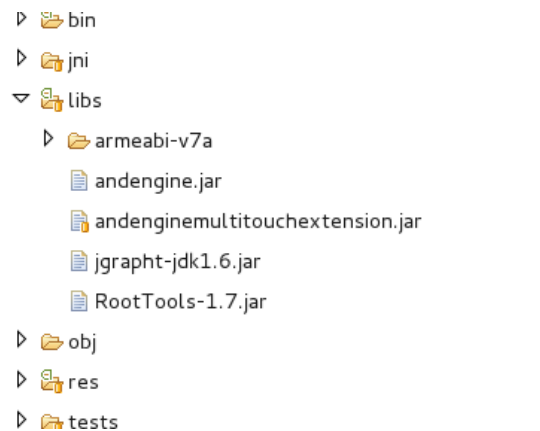 bin
jni
libs
armeabi-v7a
andengine.jar
andenginemultitouchextension.jar
jgrapht-jdk1.6.jar
RootTools-1.7.jar
obj
res
tests